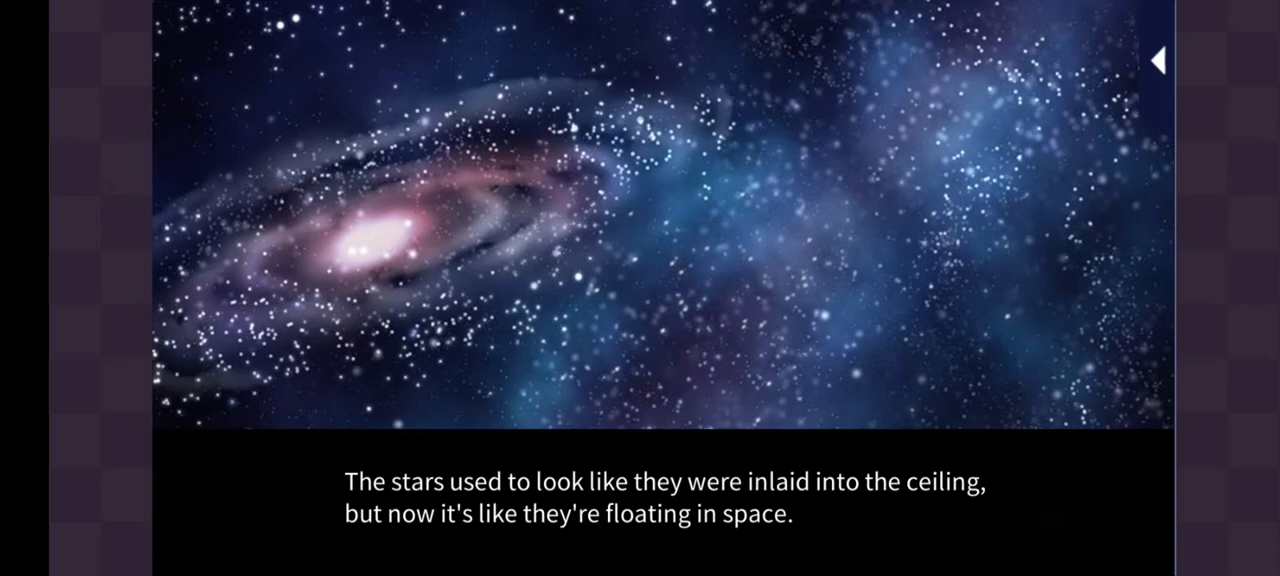 The stars used to look like they were inlaid into the ceiling,
but now it's like they're floating in space.